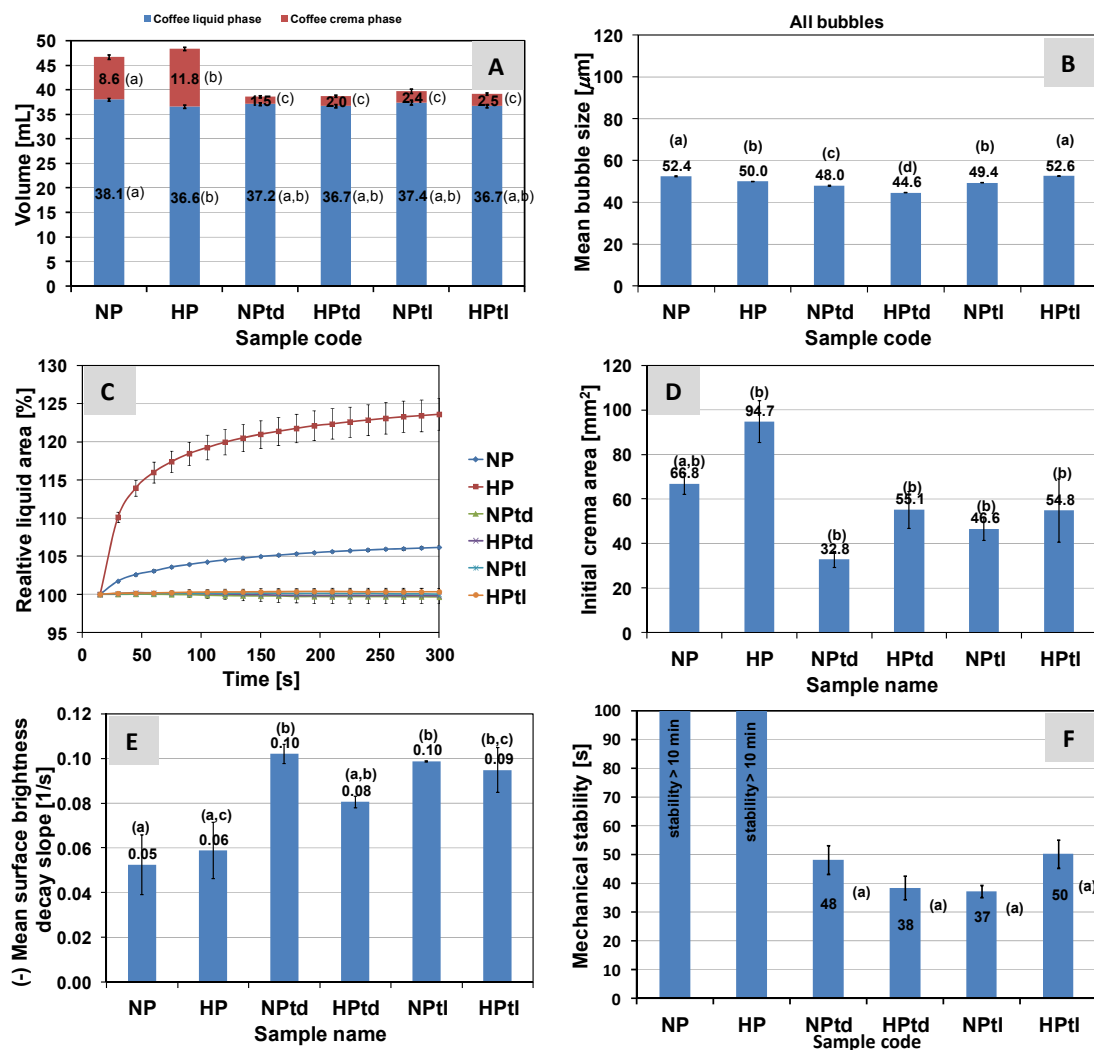 Coffee liquid phase Coffee crema phase
A
Volume [mL]
50
45
40
35
30
25
20
15
10
5
0
8.6 (a)
11.8 (b)
1.5 (c)
2.0 (c)
2.4 (c)
2.5 (c)
38.1 (a)
36.6 (b)
37.2 (a,b)
36.7 (a,b)
37.4 (a,b)
36.7 (a,b)
NP HP NPtd HPtd NPtl HPtl
Sample code
All bubbles
B
Mean bubble size [μm]
120
100
80
60
40
20
0
(a) (b) (c) (d) (b) (a)
52.4 50.0 48.0 44.6 49.4 52.6
NP HP NPtd HPtd NPtl HPtl
Sample code
C
Realtive liquid area [%]
130
125
120
115
110
105
100
95
0 50 100 150 200 250 300
Time [s]
NP
HP
NPtd
HPtd
NPtl
HPtl
D
Initial crema area [mm²]
120
100
80
60
40
20
0
(a,b)
66.8
(b)
94.7
(b)
32.8
(b)
55.1
(b)
46.6
(b)
54.8
NP HP NPtd HPtd NPtl HPtl
Sample name
E
(-) Mean surface brightness
decay slope [1/s]
0.12
0.10
0.08
0.06
0.04
0.02
0.00
(a)
0.05
(a,c)
0.06
(b)
0.10
(a,b)
0.08
(b)
0.10
(b,c)
0.09
NP HP NPtd HPtd NPtl HPtl
Sample name
F
Mechanical stability [s]
100
90
80
70
60
50
40
30
20
10
0
stability > 10 min
stability > 10 min
48 (a)
38 (a)
37 (a)
50 (a)
NP HP NPtd HPtd NPtl HPtl
Sample code